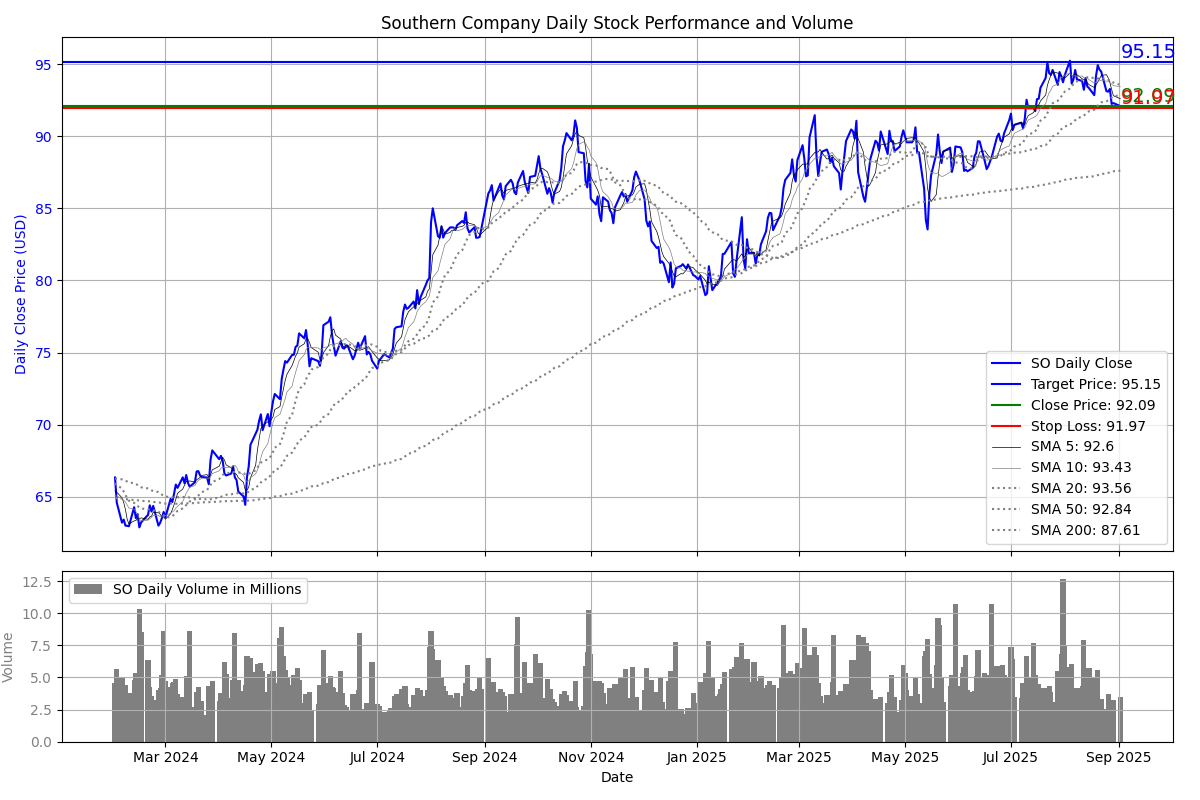 Southern Company Daily Stock Performance and Volume
95.15
92.09
91.97
95
90
85
80
75
70
65
Daily Close Price (USD)
SO Daily Close
Target Price: 95.15
Close Price: 92.09
Stop Loss: 91.97
SMA 5: 92.6
SMA 10: 93.43
SMA 20: 93.56
SMA 50: 92.84
SMA 200: 87.61
SO Daily Volume in Millions
12.5
10.0
7.5
5.0
2.5
0.0
Volume
Mar 2024 May 2024 Jul 2024 Sep 2024 Nov 2024 Jan 2025 Mar 2025 May 2025 Jul 2025 Sep 2025
Date